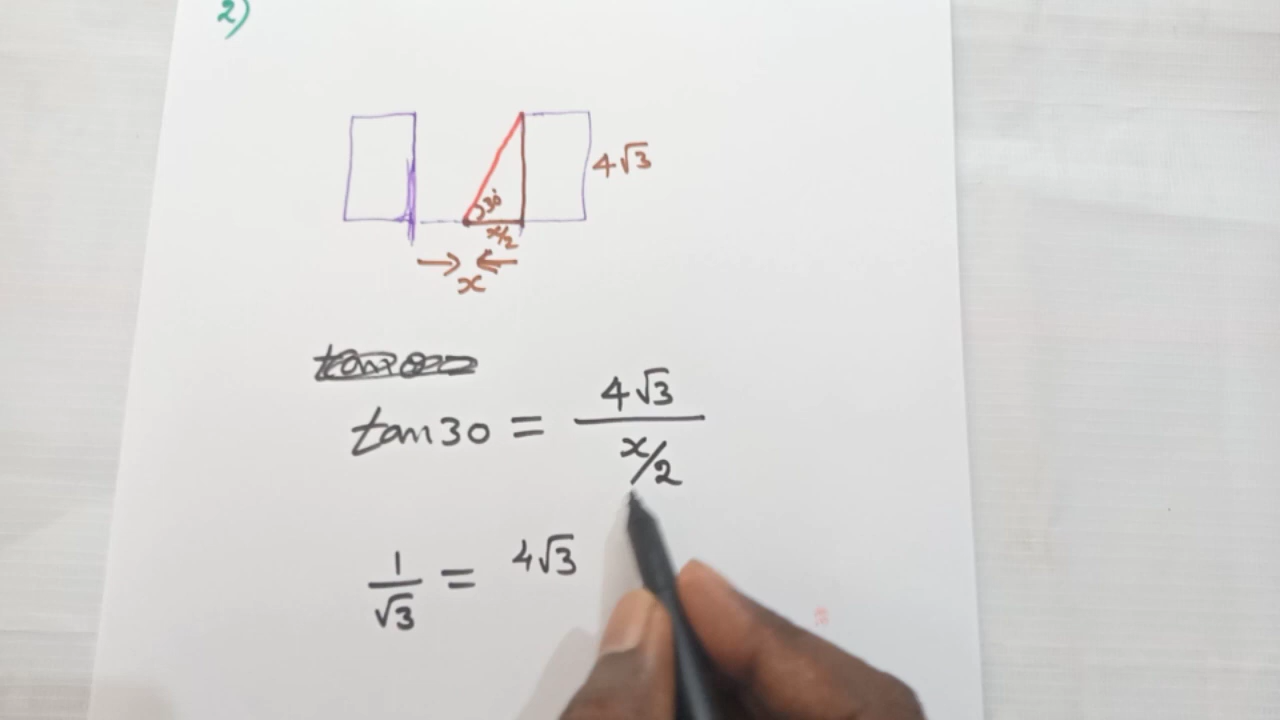 2)
4√3
30°
x/2
x
tan30 = 4√3 / x/2
1/√3 = 4√3